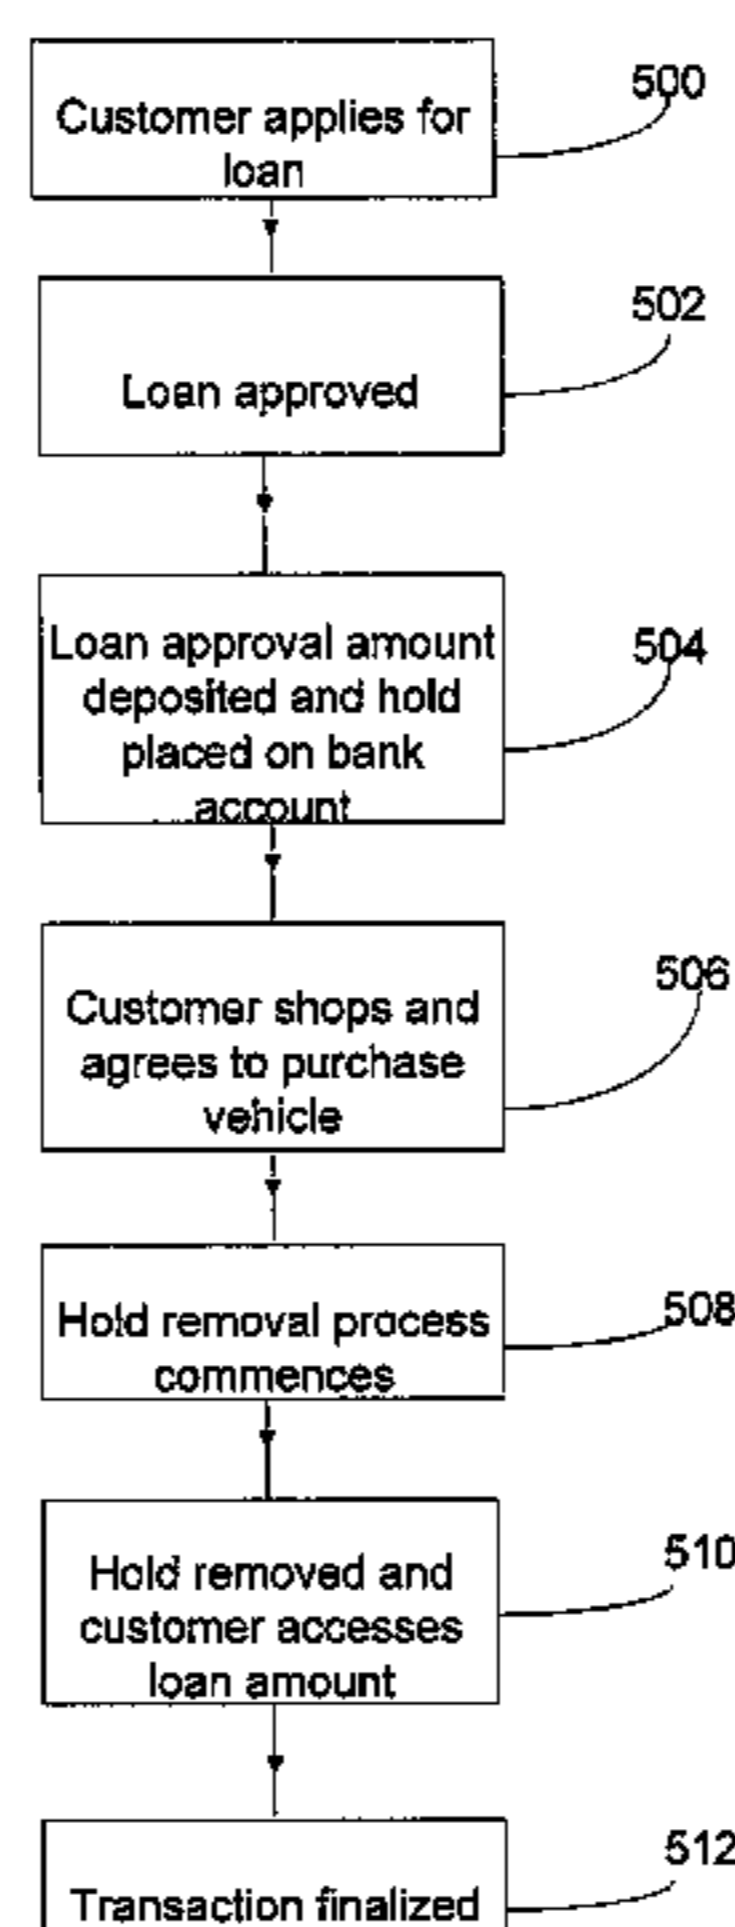 Customer applies for
loan
500
Loan approved
502
Loan approval amount
deposited and hold
placed on bank
account
504
Customer shops and
agrees to purchase
vehicle
506
Hold removal process
commences
508
Hold removed and
customer accesses
loan amount
510
Transaction finalized
512